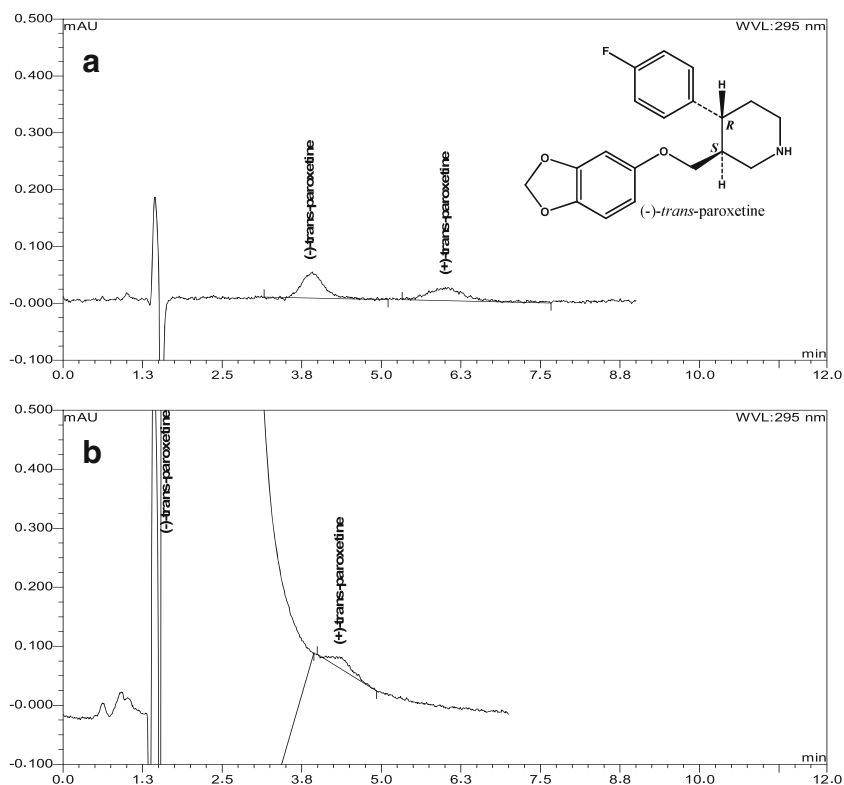 0.500
mAU
WVL:295 nm
a
0.400
0.300
0.200
0.100
-0.000
-0.100
(-)-trans-paroxetine
(+)-trans-paroxetine
F
H
R
S
O
NH
H
O
O
(-)-trans-paroxetine
min
0.0 1.3 2.5 3.8 5.0 6.3 7.5 8.8 10.0 12.0
0.500
mAU
WVL:295 nm
b
0.400
0.300
0.200
0.100
-0.000
-0.100
(-)-trans-paroxetine
(+)-trans-paroxetine
min
0.0 1.3 2.5 3.8 5.0 6.3 7.5 8.8 10.0 12.0